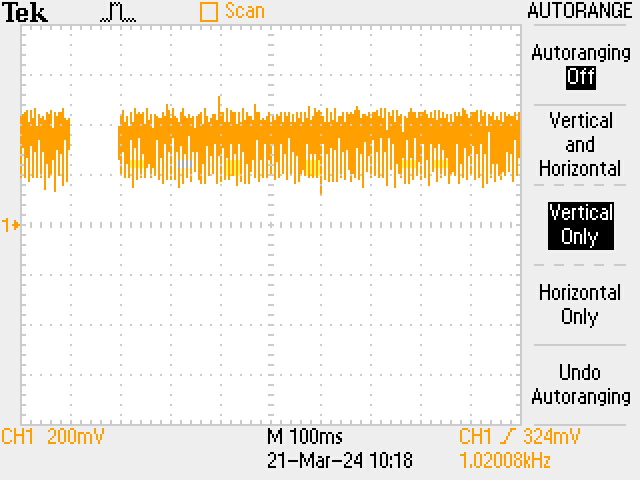 Tek
Scan
AUTORANGE
Autoranging
Off
Vertical
and
Horizontal
Vertical
Only
Horizontal
Only
Undo
Autoranging
1
CH1 200mV
M 100ms
CH1 324mV
21-Mar-24 10:18
1.02008kHz